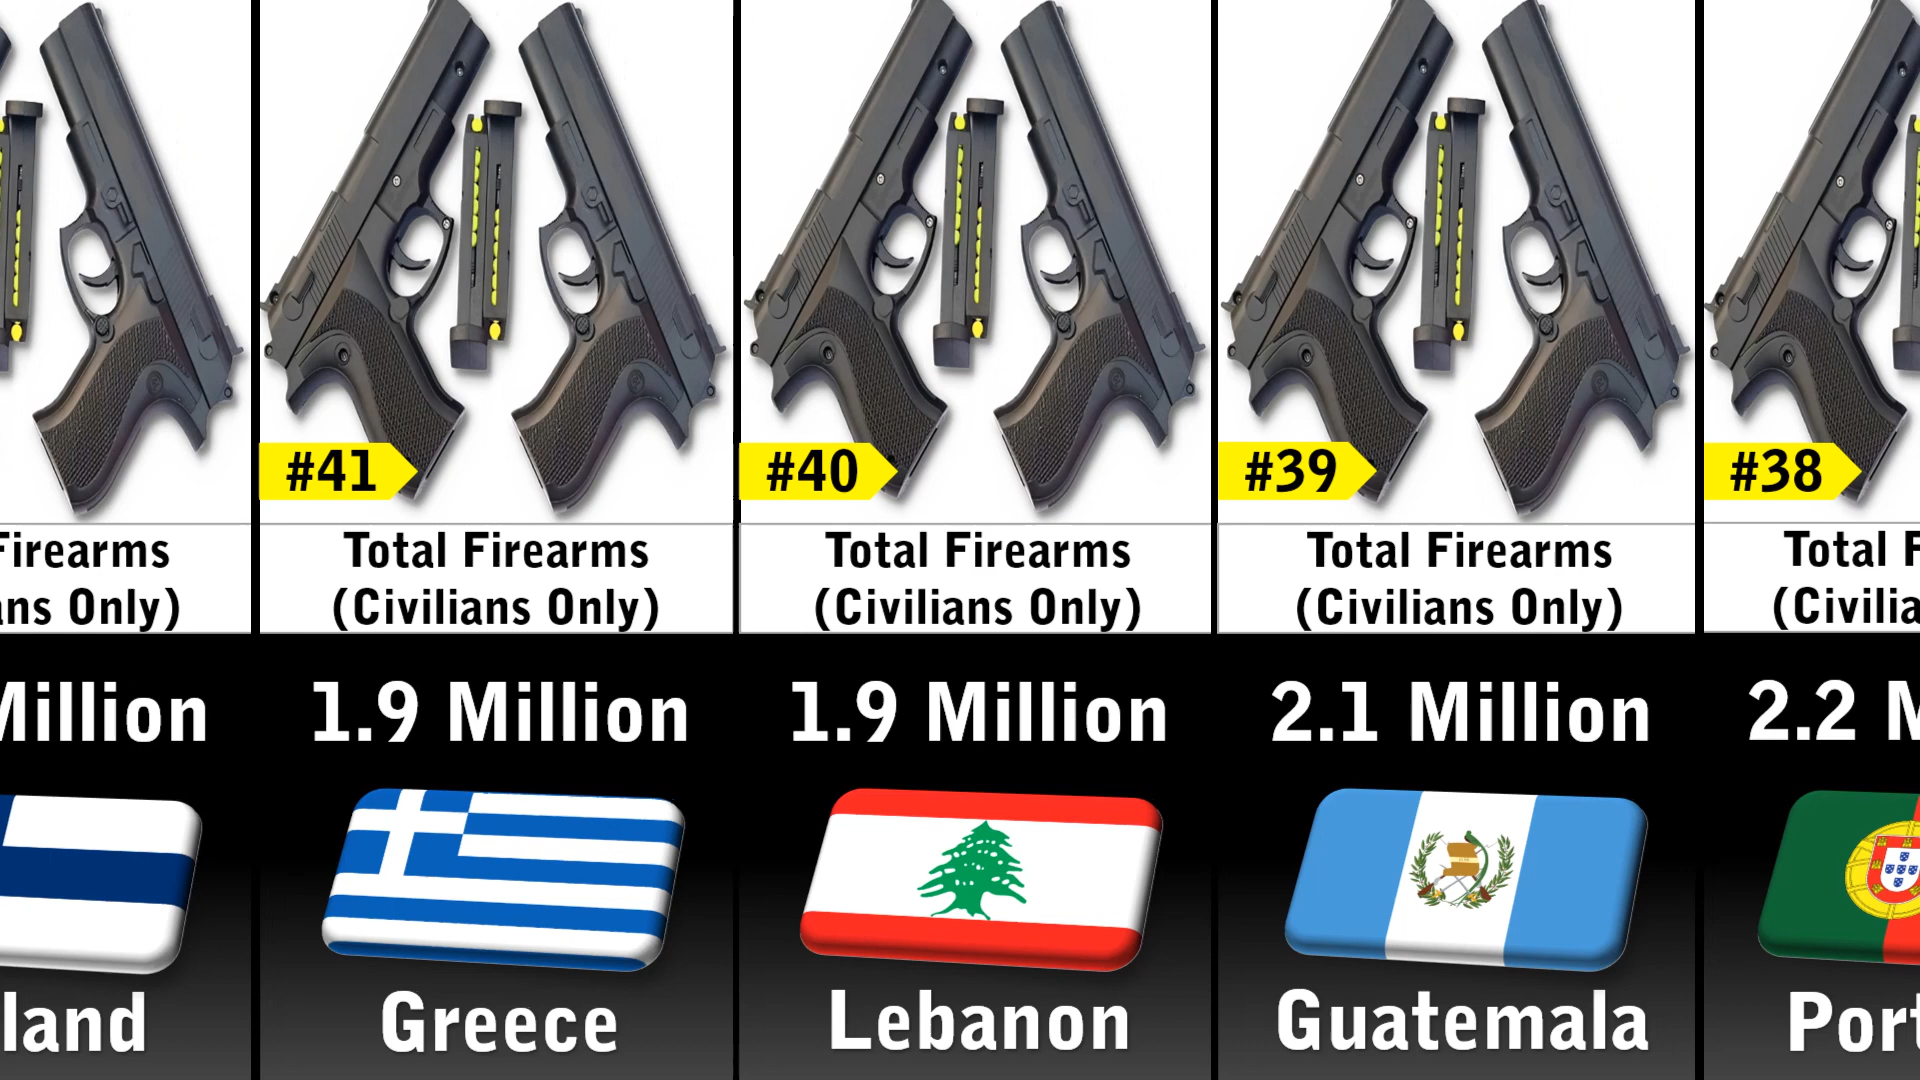 #41
#40
#39
#38
Firearms
ns Only)
Total Firearms
(Civilians Only)
Total Firearms
(Civilians Only)
Total Firearms
(Civilians Only)
Total F
(Civilia
Million
1.9 Million
1.9 Million
2.1 Million
2.2 M
land
Greece
Lebanon
Guatemala
Port